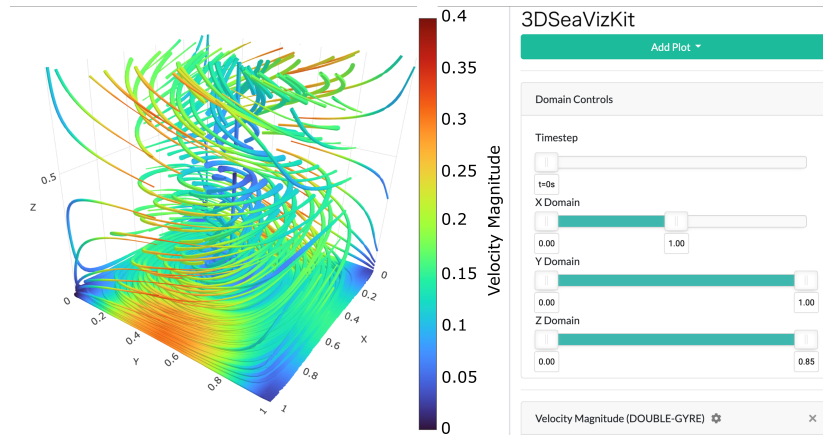 0.5
Z
0
0.2
0.4
0.6
0.8
1
Y
0
0.2
0.4
0.6
0.8
1
X
0.4
0.35
0.3
0.25
0.2
0.15
0.1
0.05
0
Velocity Magnitude
3DSeaVizKit
Add Plot
Domain Controls
Timestep
t=0s
X Domain
0.00 1.00
Y Domain
0.00 1.00
Z Domain
0.00 0.85
Velocity Magnitude (DOUBLE-GYRE)